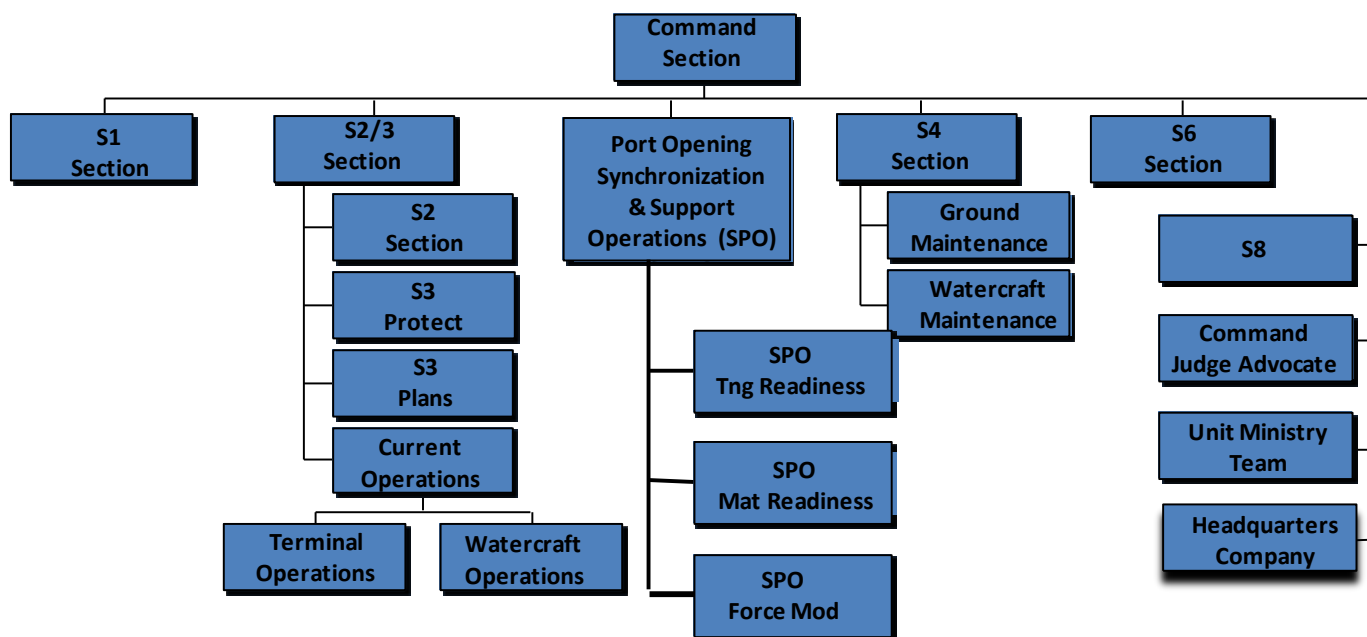 Command
Section
S1
Section
S2/3
Section
Port Opening
Synchronization
& Support
Operations (SPO)
S4
Section
S6
Section
S2
Section
S3
Protect
S3
Plans
Current
Operations
Terminal
Operations
Watercraft
Operations
SPO
Tng Readiness
SPO
Mat Readiness
SPO
Force Mod
Ground
Maintenance
Watercraft
Maintenance
S8
Command
Judge Advocate
Unit Ministry
Team
Headquarters
Company